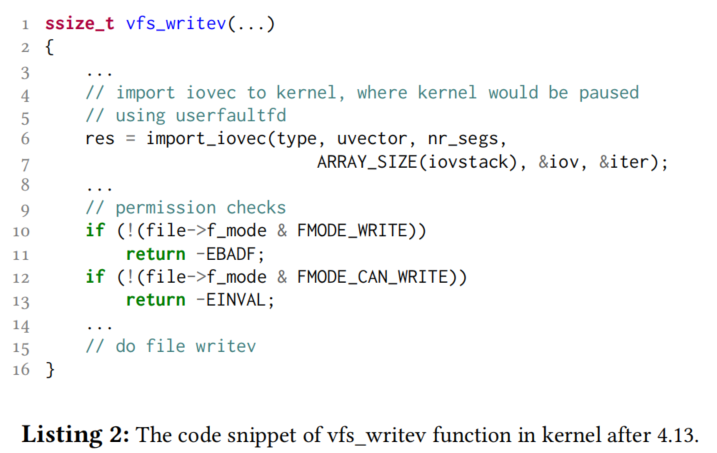 1 ssize_t vfs_writev(...)
2 {
3 ...
4 // import iovec to kernel, where kernel would be paused
5 // using userfaultfd
6 res = import_iovec(type, uvector, nr_segs,
7 ARRAY_SIZE(iovstack), &iov, &iter);
8 ...
9 // permission checks
10 if (!(file->f_mode & FMODE_WRITE))
11 return -EBADF;
12 if (!(file->f_mode & FMODE_CAN_WRITE))
13 return -EINVAL;
14 ...
15 // do file writev
16 }
Listing 2: The code snippet of vfs_writev function in kernel after 4.13.